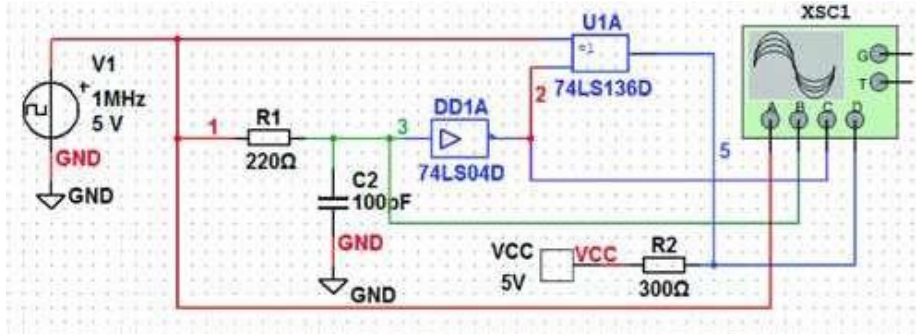 XSC1
U1A
=1
74LS136D
V1
+
1MHz
5 V
GND
GND
1
R1
220Ω
3
DD1A
74LS04D
2
5
G
T
A B C D
C2
100pF
GND
GND
VCC
5V
VCC
R2
300Ω